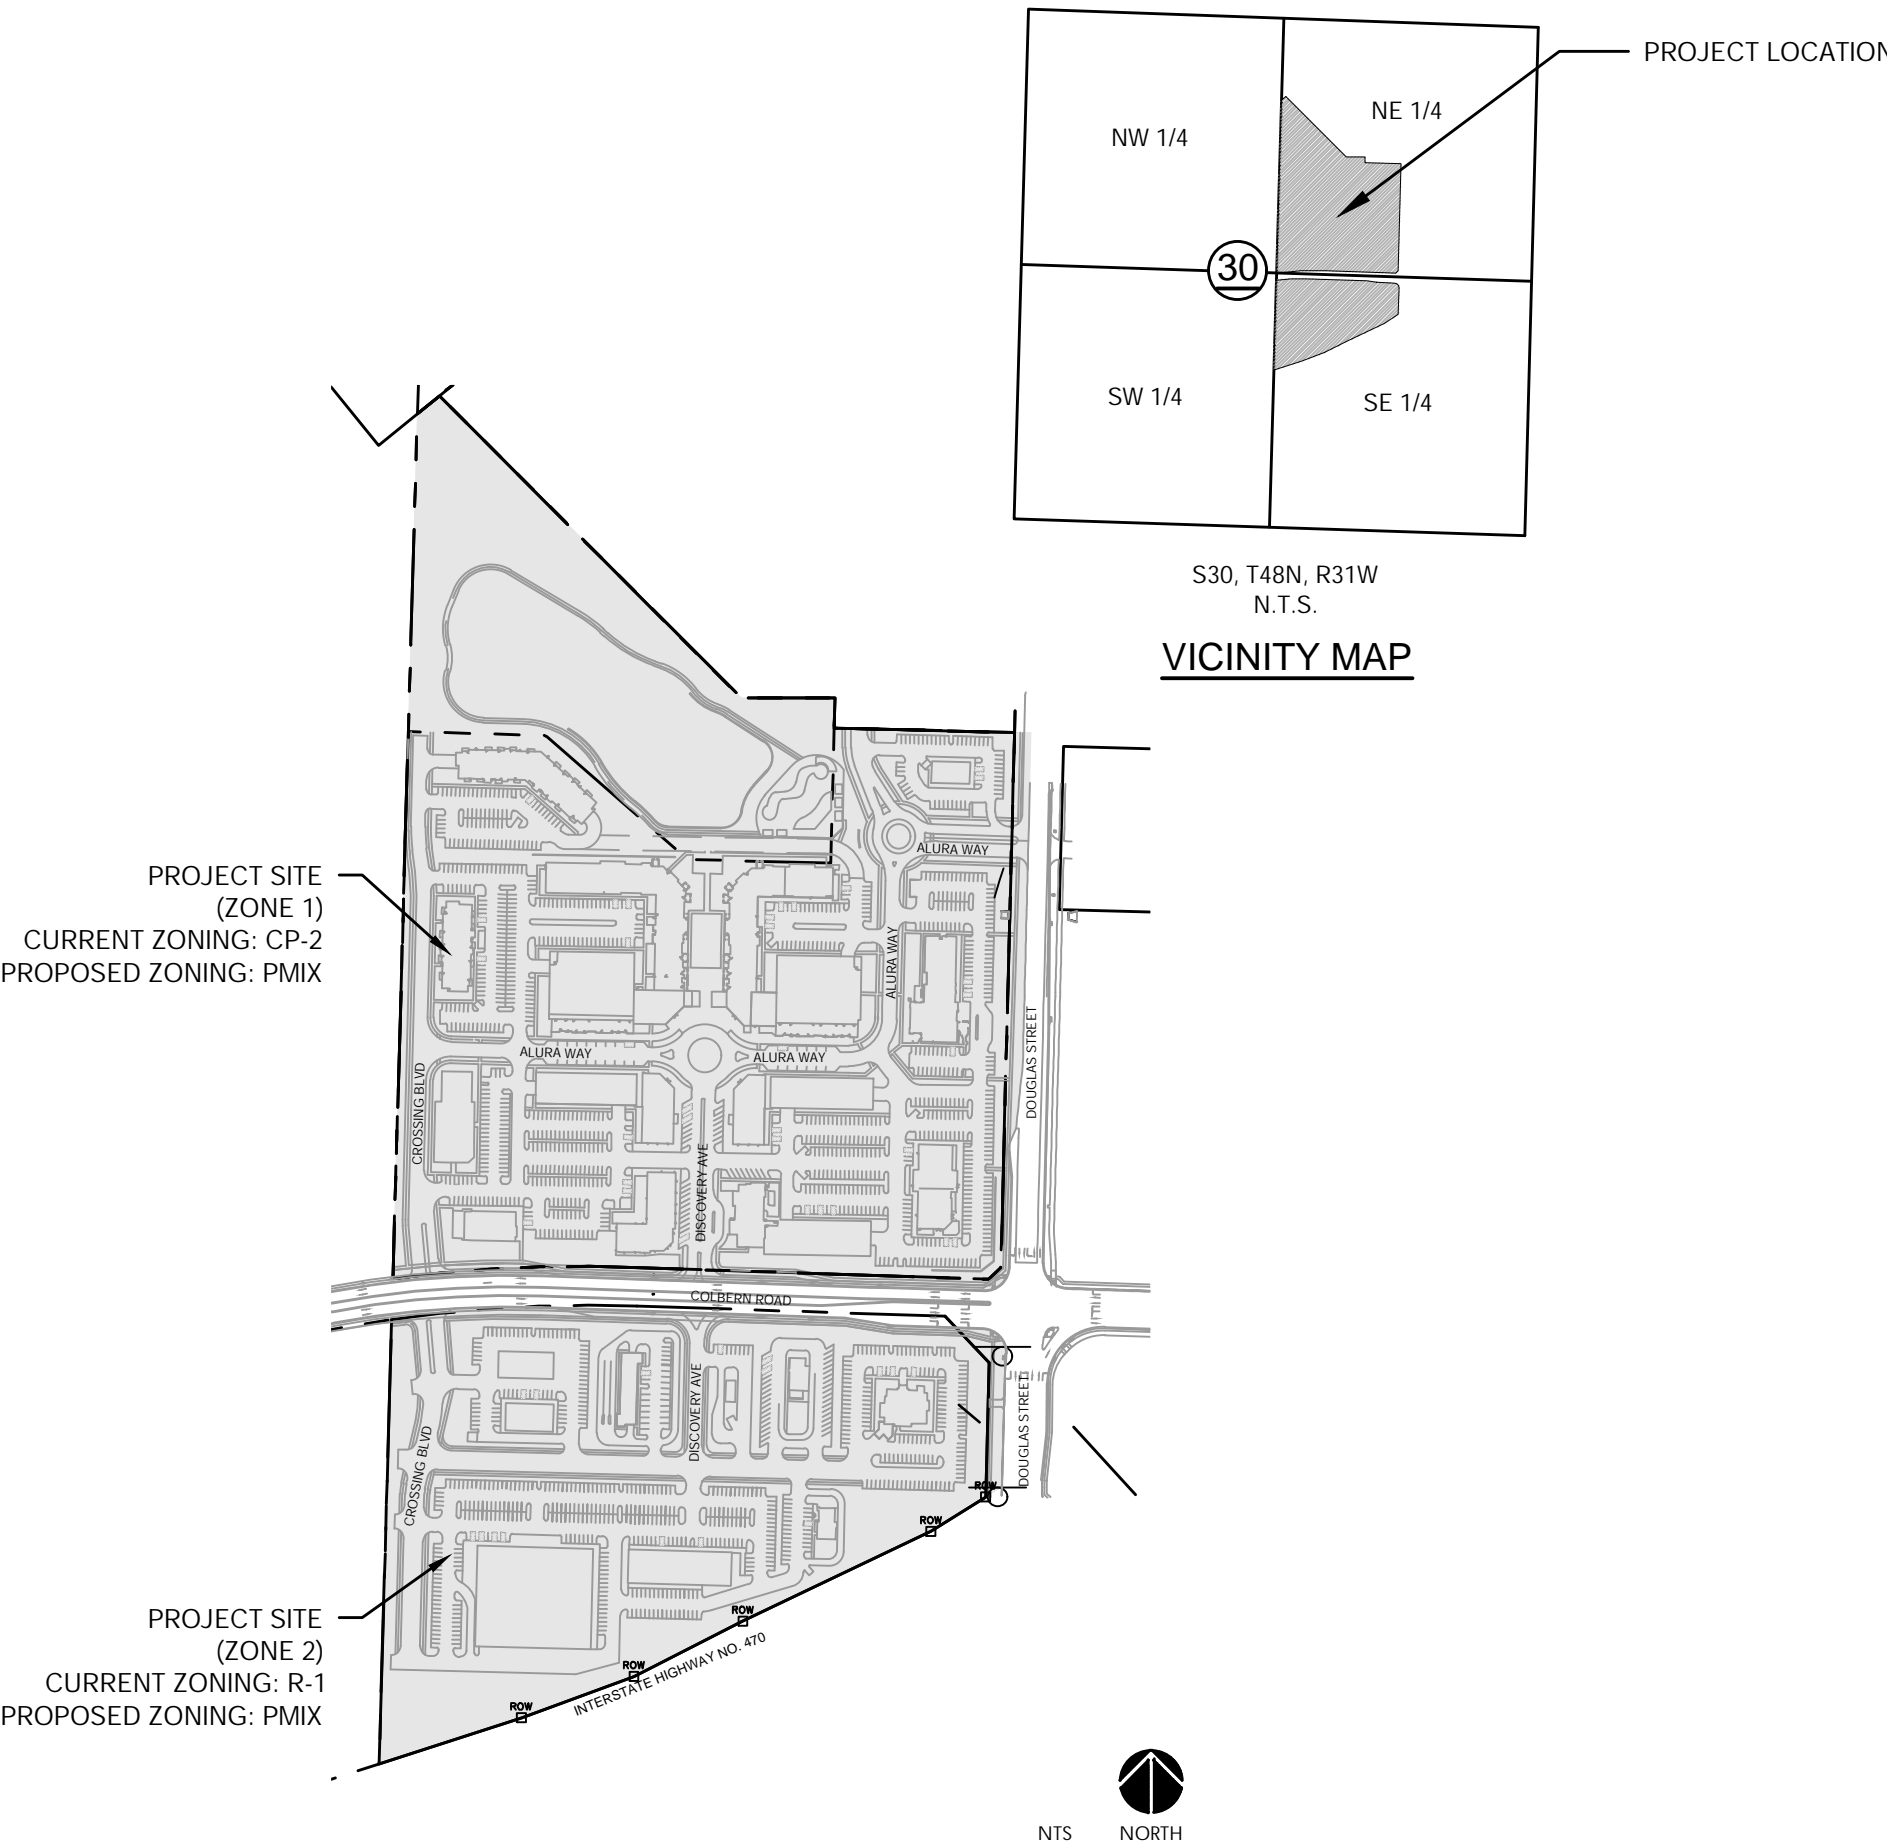 PROJECT LOCATION
NW 1/4
NE 1/4
30
SW 1/4
SE 1/4
S30, T48N, R31W
N.T.S.
VICINITY MAP
ALURA WAY
PROJECT SITE
(ZONE 1)
CURRENT ZONING: CP-2
PROPOSED ZONING: PMIX
ALURA WAY
DOUGLAS STREET
ALURA WAY
ALURA WAY
CROSSING BLVD
DISCOVERY AVE
COLBERN ROAD
DISCOVERY AVE
DOUGLAS STREET
CROSSING BLVD
ROW
ROW
PROJECT SITE
(ZONE 2)
CURRENT ZONING: R-1
PROPOSED ZONING: PMIX
ROW
ROW
ROW
INTERSTATE HIGHWAY NO. 470
NTS
NORTH